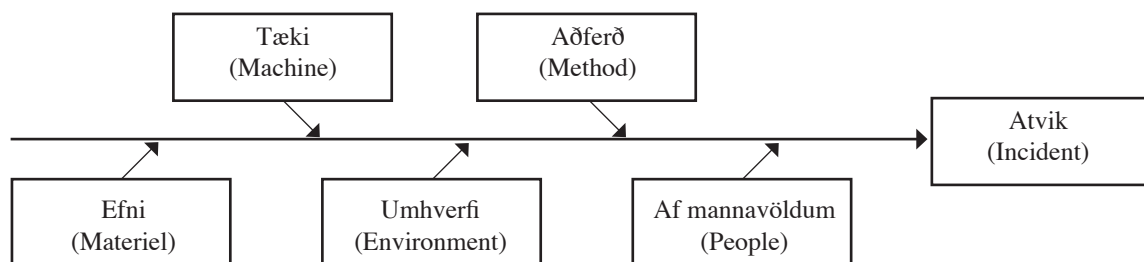 Tæki
(Machine)
Aðferð
(Method)
Atvik
(Incident)
Efni
(Materiel)
Umhverfi
(Environment)
Af mannavöldum
(People)